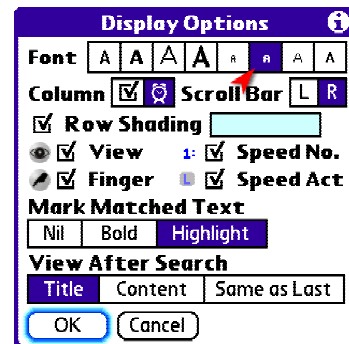 Display Options i
Font A A A A A A A A
Column Scroll Bar L R
Row Shading
View 1: Speed No.
Finger L Speed Act
Mark Matched Text
Nil Bold Highlight
View After Search
Title Content Same as Last
OK Cancel